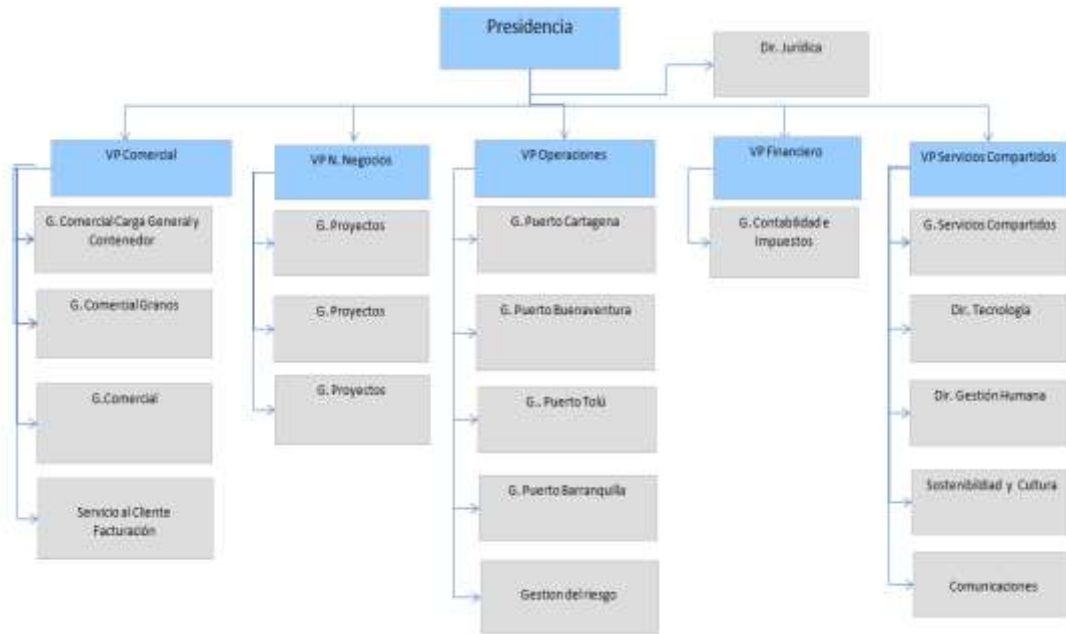 Presidencia
Dir. Jurídica
VP Comercial
VP N. Negocios
VP Operaciones
VP Financiero
VP Servicios Compartidos
G. Comercial Carga General y
Contenedor
G. Comercial Granos
G.Comercial
Servicio al Cliente
Facturación
G. Proyectos
G. Proyectos
G. Proyectos
G. Puerto Cartagena
G. Puerto Buenaventura
G.. Puerto Tolú
G. Puerto Barranquilla
Gestion del riesgo
G. Contabilidad e
Impuestos
G. Servicios Compartidos
Dir. Tecnología
Dir. Gestión Humana
Sostenibildad y Cultura
Comunicaciones